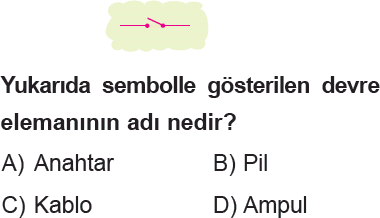 Yukarıda sembolle gösterilen devre
elemanının adı nedir?
A) Anahtar B) Pil
C) Kablo D) Ampul